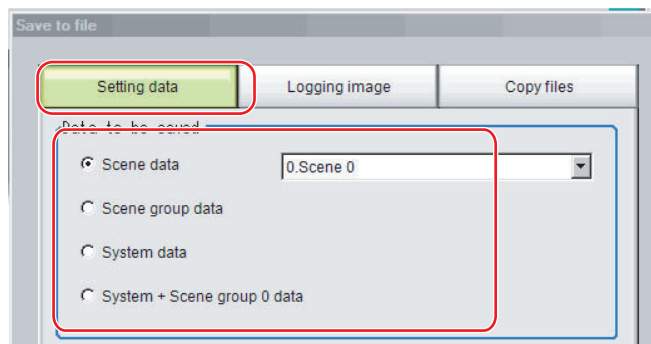 Save to file
Setting data Logging image Copy files
Data to be saved
Scene data 0.Scene 0
Scene group data
System data
System + Scene group 0 data